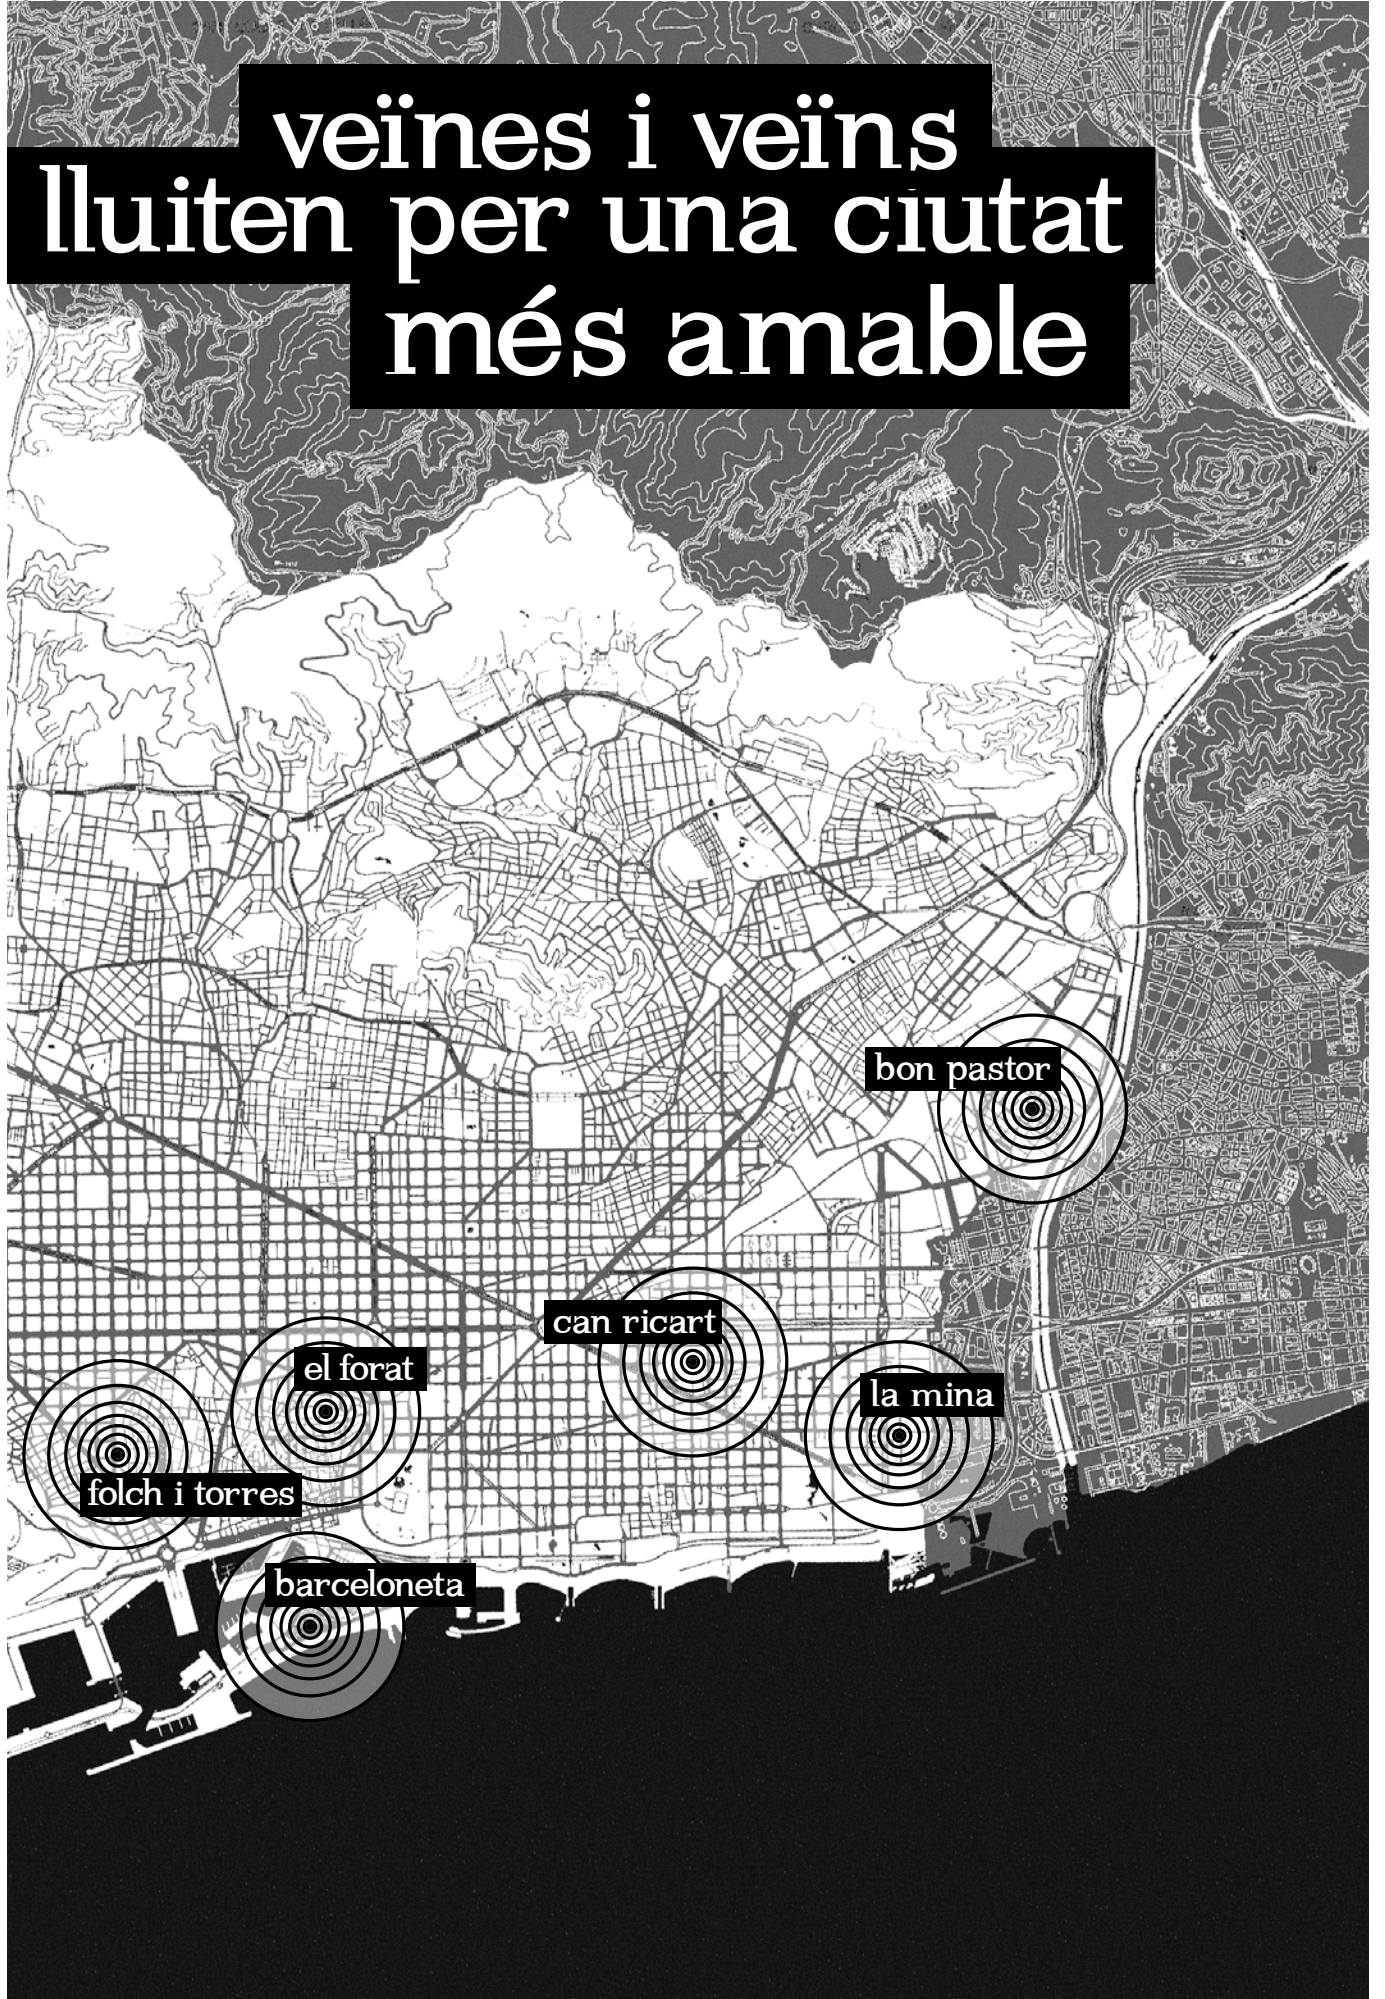 veïnes i veïns
lluiten per una ciutat
més amable
bon pastor
can ricart
el forat
la mina
folch i torres
barceloneta